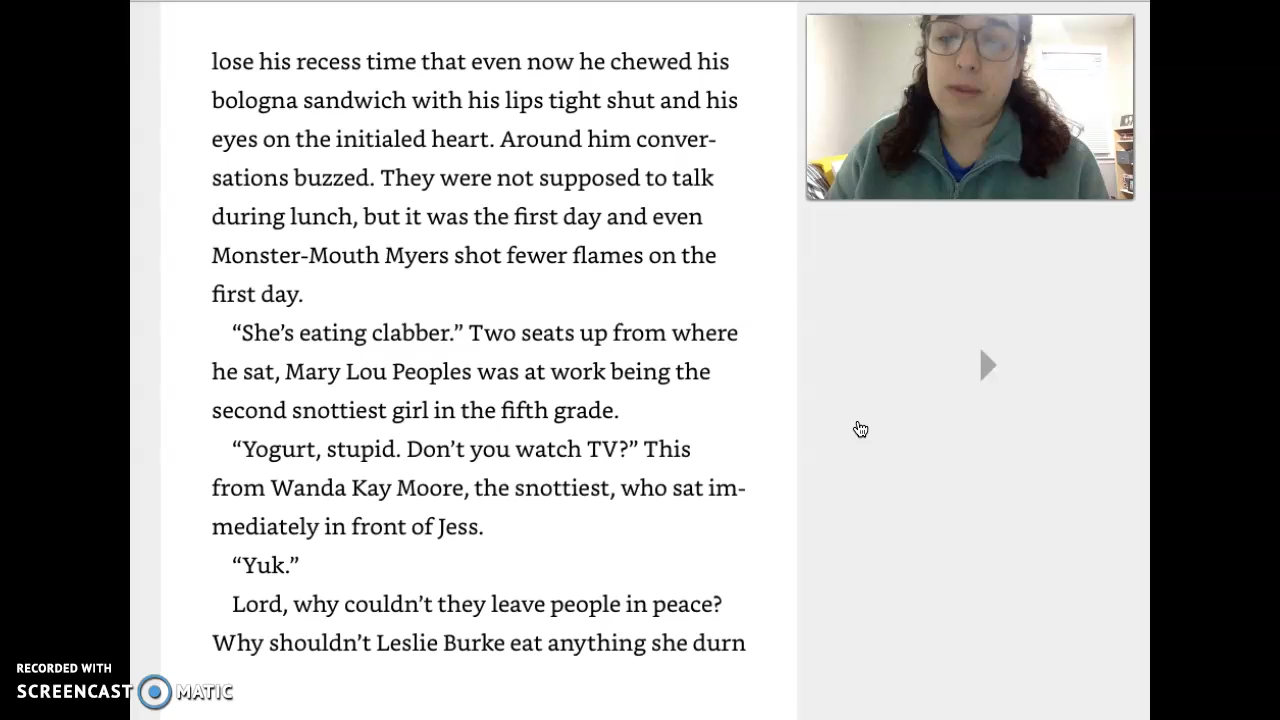 lose his recess time that even now he chewed his
bologna sandwich with his lips tight shut and his
eyes on the initialed heart. Around him conver-
sations buzzed. They were not supposed to talk
during lunch, but it was the first day and even
Monster-Mouth Myers shot fewer flames on the
first day.
“She’s eating clabber.” Two seats up from where
he sat, Mary Lou Peoples was at work being the
second snottiest girl in the fifth grade.
“Yogurt, stupid. Don’t you watch TV?” This
from Wanda Kay Moore, the snottiest, who sat im-
mediately in front of Jess.
“Yuk.”
Lord, why couldn’t they leave people in peace?
Why shouldn’t Leslie Burke eat anything she durn
RECORDED WITH
SCREENCAST MATIC